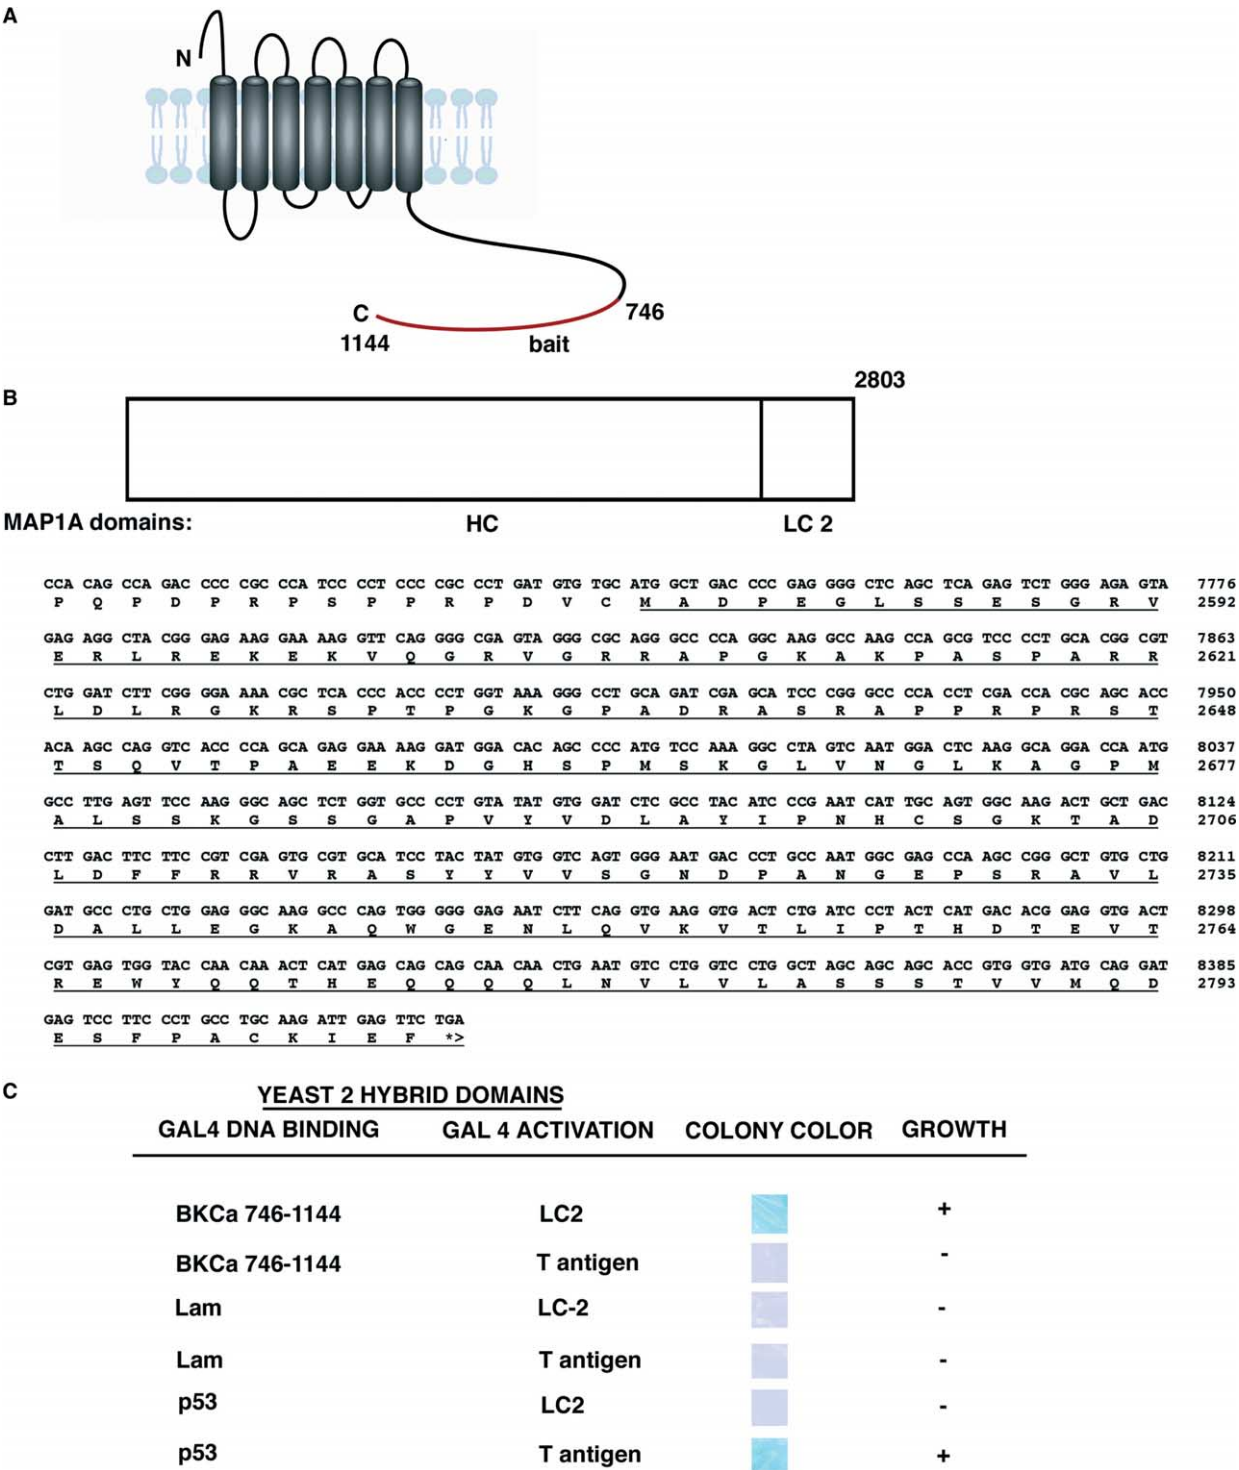 A
N
C
746
1144
bait
2803
B
MAP1A domains:
HC
LC 2
CCA CAG CCA GAC CCC CGC CCA TCC CCT CCC CGC CCT GAT GTG TGC ATG GCT GAC CCC GAG GGG CTC AGC TCA GAG TCT GGG AGA GTA 7776
P Q P D P R P S P P R P D V C M A D P E G L S S E S G R V 2592
GAG AGG CTA CGG GAG AAG GAA AAG GTT CAG GGG CGA GTA GGG CGC AGG GCC CCA GGC AAG GCC AAG CCA GCG TCC CCT GCA CGG CGT 7863
E R L R E K E K V Q G R V G R R A P G K A K P A S P A R R 2621
CTG GAT CTT CGG GGA AAA CGC TCA CCC ACC CCT GGT AAA GGG CCT GCA GAT CGA GCA TCC CGG GCC CCA CCT CGA CCA CGC AGC ACC 7950
L D L R G K R S P T P G K G P A D R A S R A P P R P R S T 2648
ACA AGC CAG GTC ACC CCA GCA GAG GAA AAG GAT GGA CAC AGC CCC ATG TCC AAA GGC CTA GTC AAT GGA CTC AAG GCA GGA CCA ATG 8037
T S Q V T P A E E K D G H S P M S K G L V N G L K A G P M 2677
GCC TTG AGT TCC AAG GGC AGC TCT GGT GCC CCT GTA TAT GTG GAT CTC GCC TAC ATC CCG AAT CAT TGC AGT GGC AAG ACT GCT GAC 8124
A L S S K G S S G A P V Y V D L A Y I P N H C S G K T A D 2706
CTT GAC TTC TTC CGT CGA GTG CGT GCA TCC TAC TAT GTG GTC AGT GGG AAT GAC CCT GCC AAT GGC GAG CCA AGC CGG GCT GTG CTG 8211
L D F F R R V R A S Y Y V V S G N D P A N G E P S R A V L 2735
GAT GCC CTG CTG GAG GGC AAG GCC CAG TGG GGG GAG AAT CTT CAG GTG AAG GTG ACT CTG ATC CCT ACT CAT GAC ACG GAG GTG ACT 8298
D A L L E G K A Q W G E N L Q V K V T L I P T H D T E V T 2764
CGT GAG TGG TAC CAA CAA ACT CAT GAG CAG CAG CAA CAA CTG AAT GTC CTG GTC CTG GCT AGC AGC AGC ACC GTG GTG ATG CAG GAT 8385
R E W Y Q Q T H E Q Q Q Q L N V L V L A S S S T V V M Q D 2793
GAG TCC TTC CCT GCC TGC AAG ATT GAG TTC TGA
E S F P A C K I E F *>
C
YEAST 2 HYBRID DOMAINS
GAL4 DNA BINDING GAL 4 ACTIVATION COLONY COLOR GROWTH
BKCa 746-1144 LC2 +
BKCa 746-1144 T antigen -
Lam LC-2 -
Lam T antigen -
p53 LC2 -
p53 T antigen +